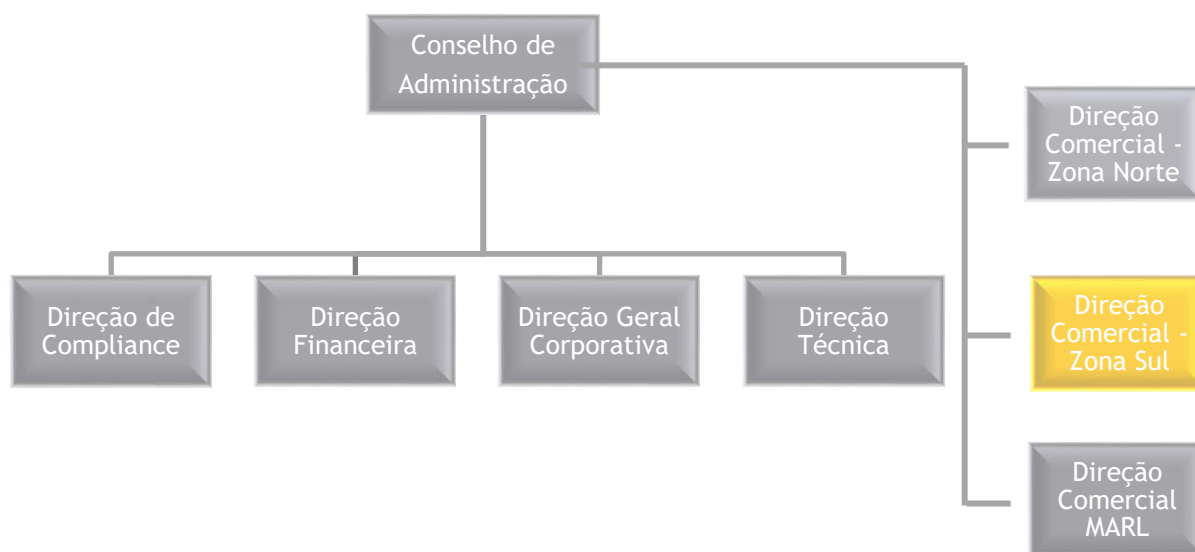 Conselho de
Administração
Direção
Comercial -
Zona Norte
Direção de
Compliance
Direção
Financeira
Direção Geral
Corporativa
Direção
Técnica
Direção
Comercial -
Zona Sul
Direção
Comercial
MARL